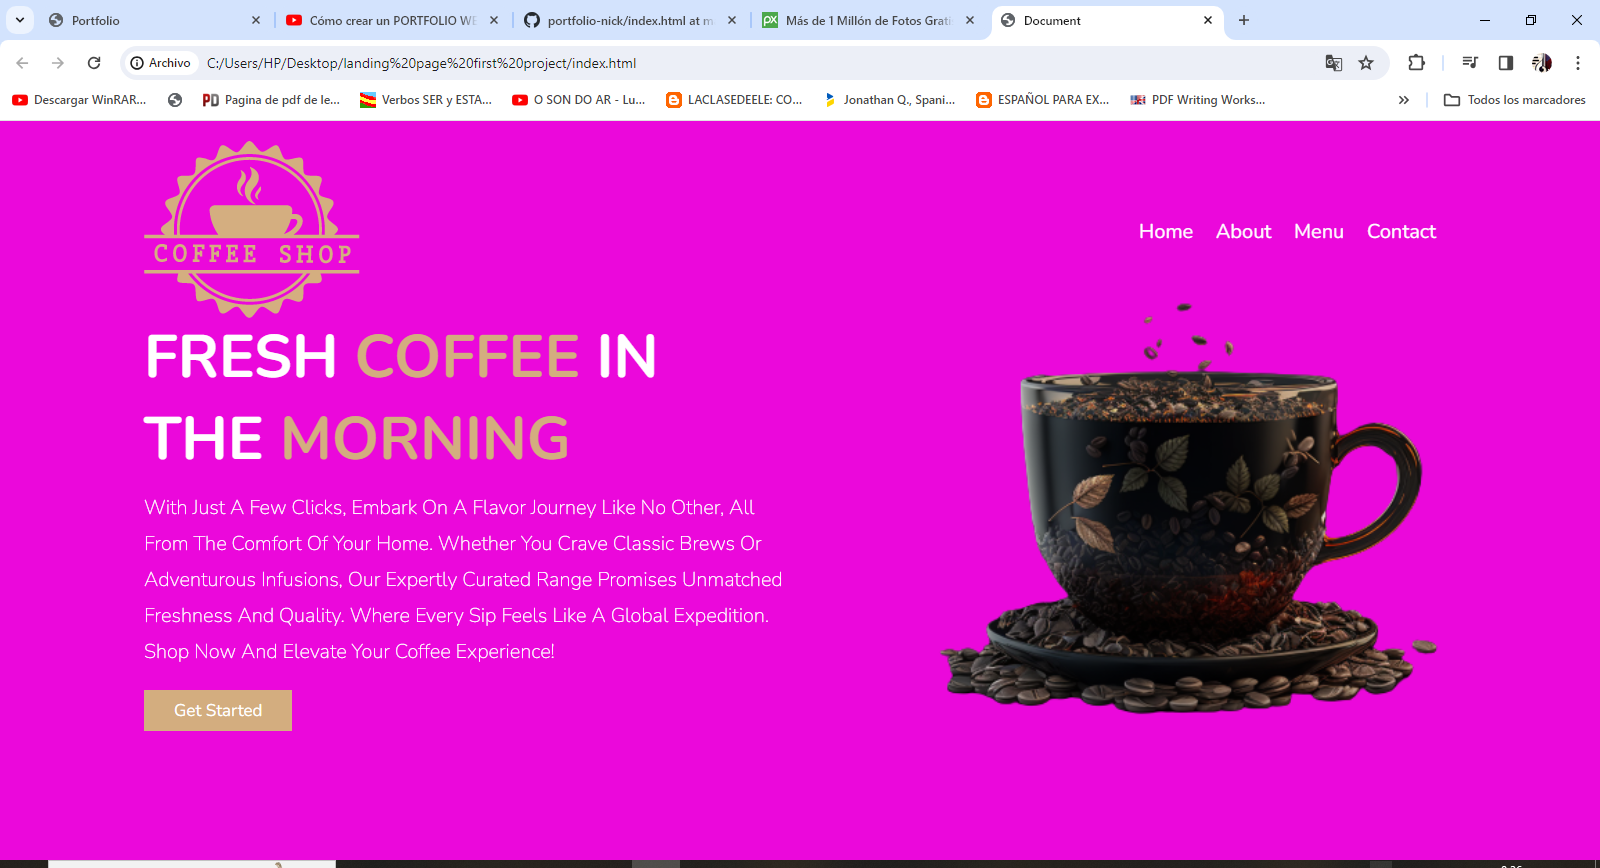 Portfolio
Cómo crear un PORTFOLIO WE
portfolio-nick/index.html at m
Más de 1 Millón de Fotos Grati
Document
Archivo
C:/Users/HP/Desktop/landing%20page%20first%20project/index.html
Descargar WinRAR...
Pagina de pdf de le...
Verbos SER y ESTA...
O SON DO AR - Lu...
LACLASEDEELE: CO...
Jonathan Q., Spani...
ESPAÑOL PARA EX...
PDF Writing Works...
Todos los marcadores
COFFEE SHOP
Home About Menu Contact
FRESH COFFEE IN
THE MORNING
With Just A Few Clicks, Embark On A Flavor Journey Like No Other, All
From The Comfort Of Your Home. Whether You Crave Classic Brews Or
Adventurous Infusions, Our Expertly Curated Range Promises Unmatched
Freshness And Quality. Where Every Sip Feels Like A Global Expedition.
Shop Now And Elevate Your Coffee Experience!
Get Started